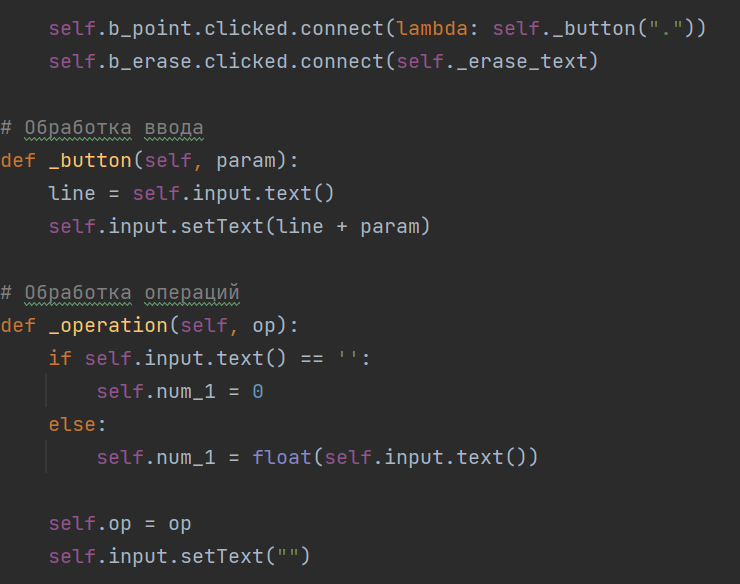 self.b_point.clicked.connect(lambda: self._button("."))
self.b_erase.clicked.connect(self._erase_text)
# Обработка ввода
def _button(self, param):
line = self.input.text()
self.input.setText(line + param)
# Обработка операций
def _operation(self, op):
if self.input.text() == '':
self.num_1 = 0
else:
self.num_1 = float(self.input.text())
self.op = op
self.input.setText("")